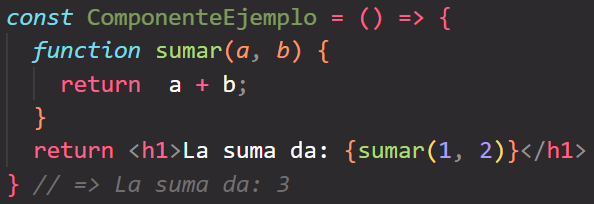 const ComponenteEjemplo = () => {
  function sumar(a, b) {
    return  a + b;
  }
  return <h1>La suma da: {sumar(1, 2)}</h1>
} // => La suma da: 3